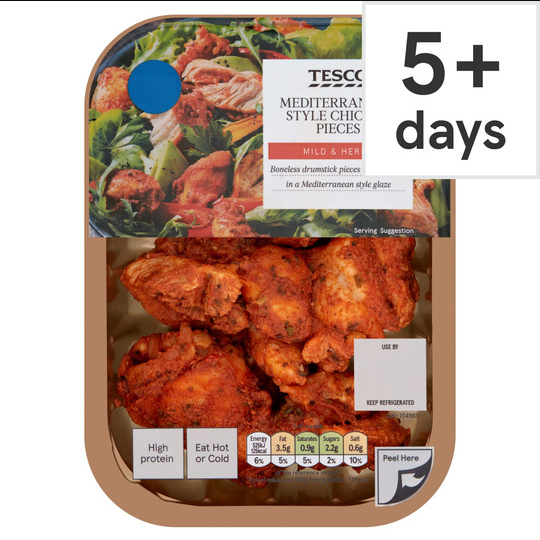 5+
days
TESCO
MEDITERRAN
STYLE CHIC
PIECES
MILD & HER
Boneless drumstick pieces
in a Mediterranean style glaze
Serving Suggestion
USE BY
KEEP REFRIGERATED
High
protein
Eat Hot
or Cold
Energy
525kJ
125kcal
6%
Fat
3.5g
5%
Saturates
0.9g
5%
Sugars
2.2g
2%
Salt
0.6g
10%
Peel Here